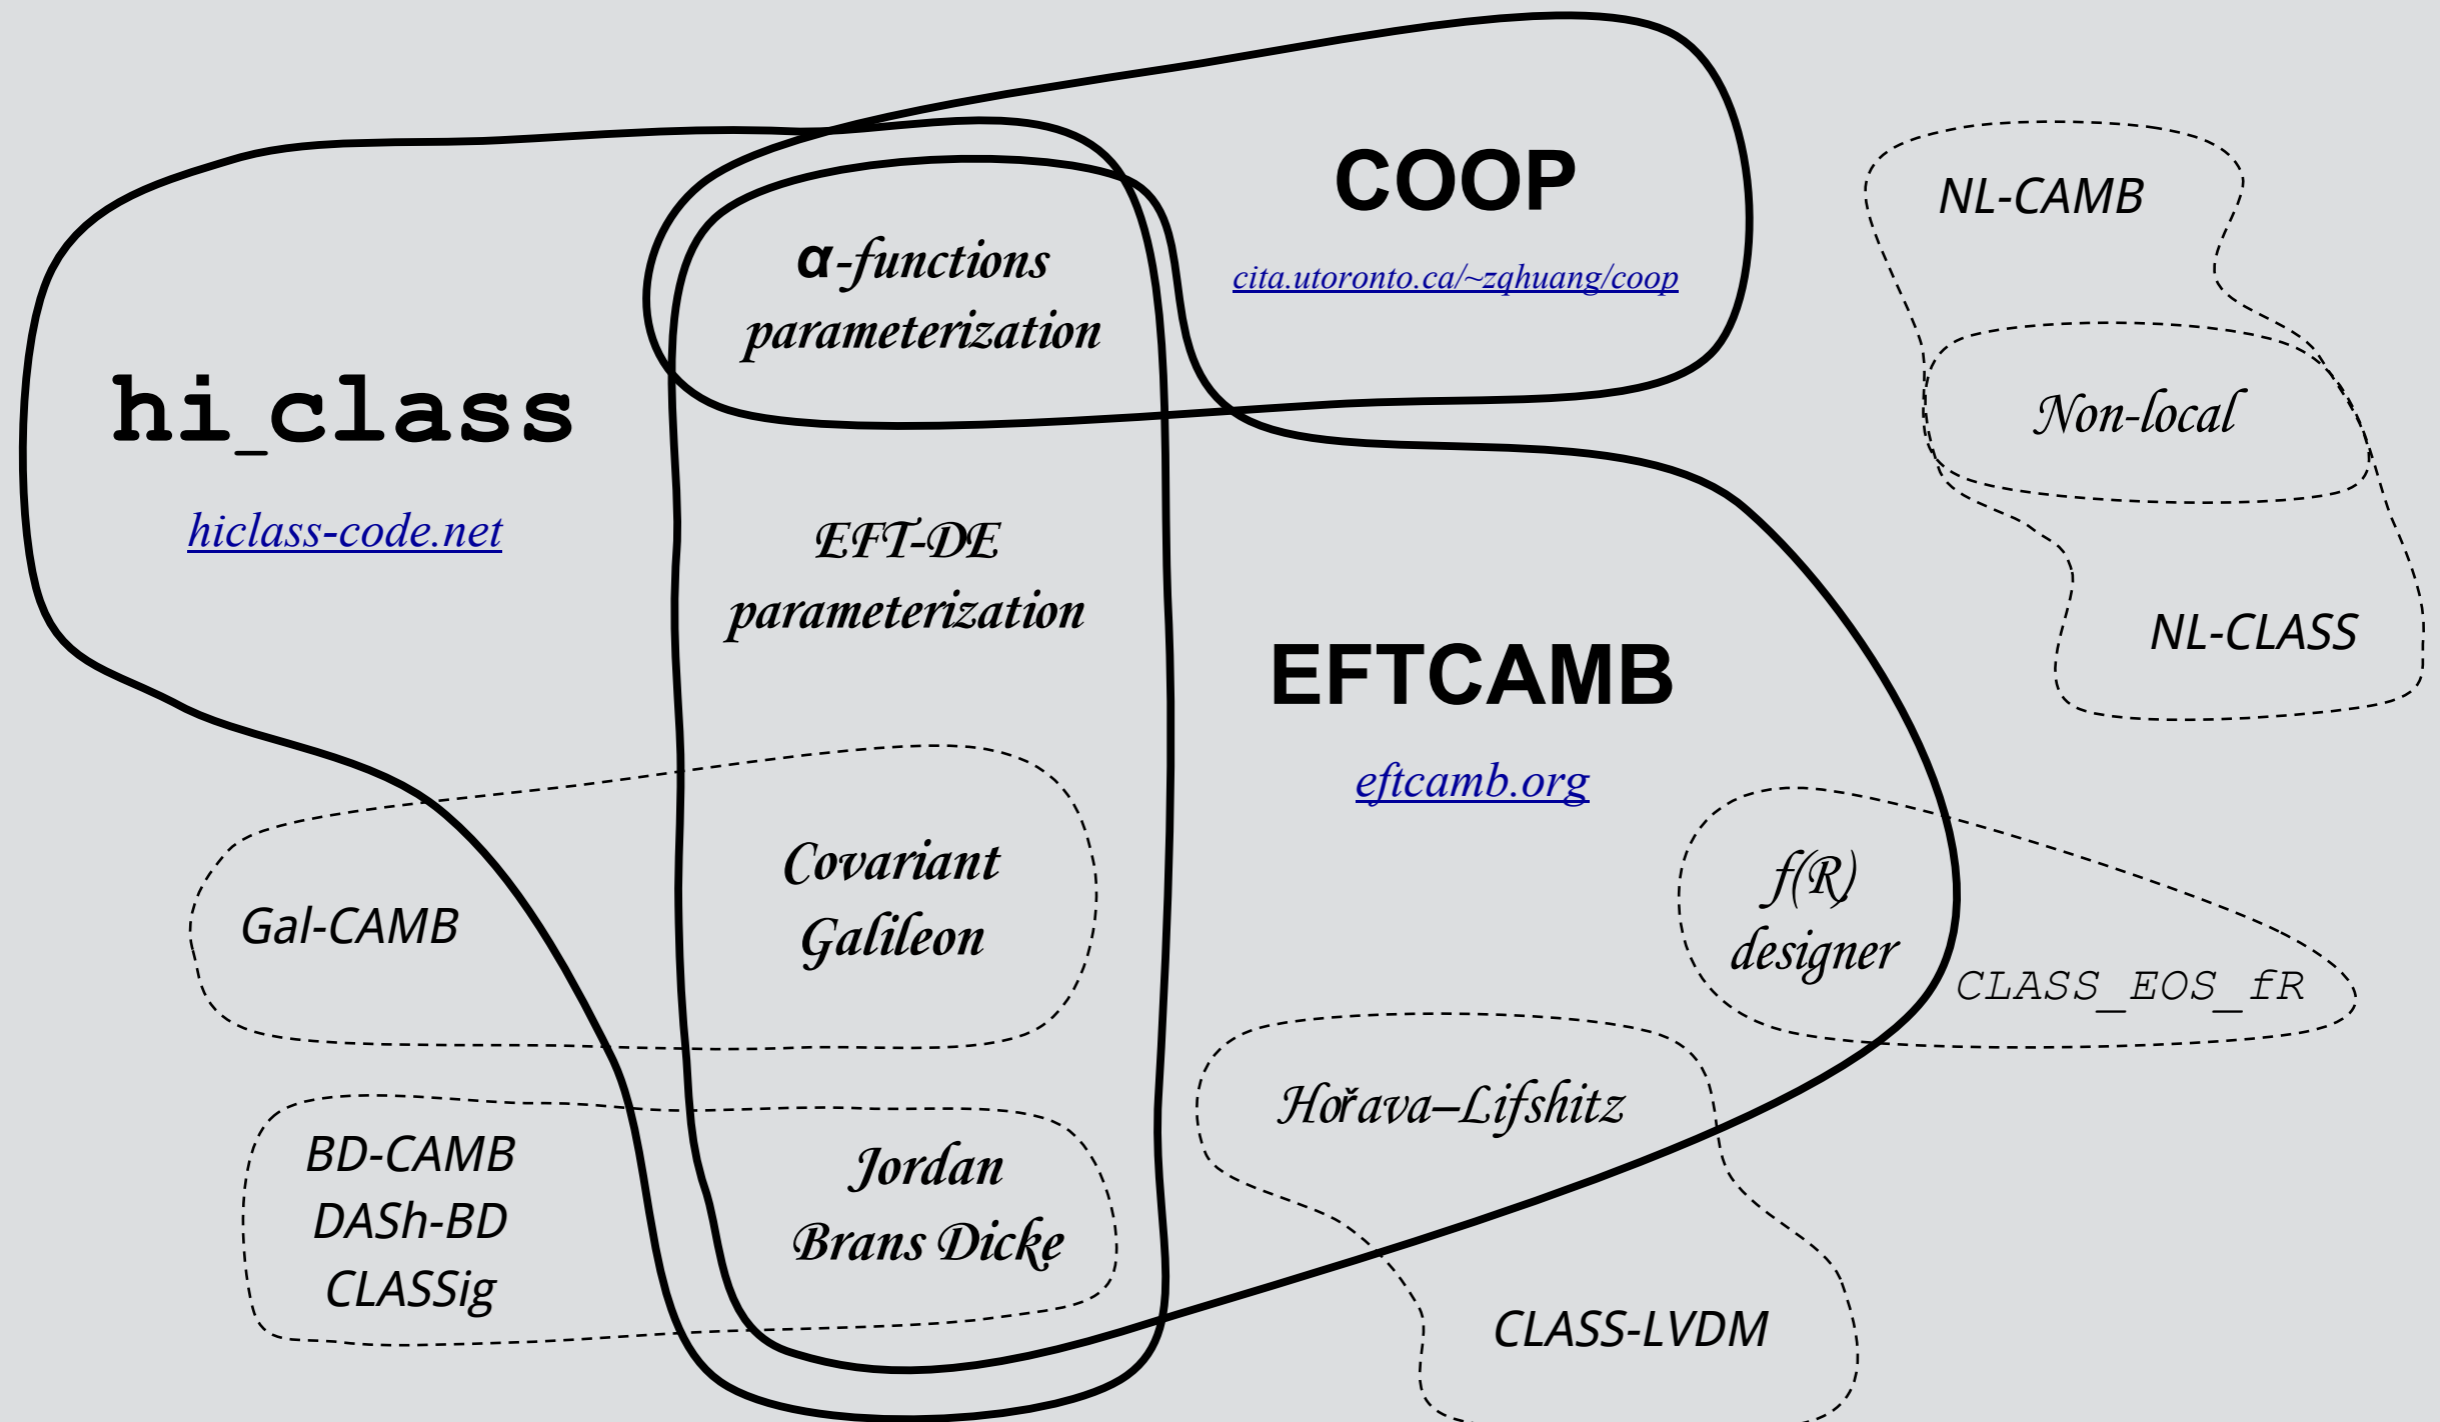 COOP
cita.utoronto.ca/~zqhuang/coop
NL-CAMB
α-functions
parameterization
hi_class
hiclass-code.net
Non-local
EFT-DE
parameterization
NL-CLASS
EFTCAMB
eftcamb.org
Covariant
Galileon
Gal-CAMB
f(R)
designer
CLASS_EOS_fR
Hořava–Lifshitz
BD-CAMB
DASh-BD
CLASSig
Jordan
Brans Dicke
CLASS-LVDM